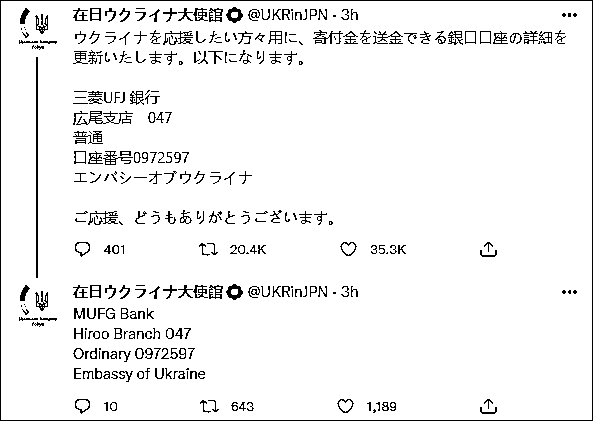 在日ウクライナ大使館 @UKRinJPN · 3h
ウクライナを応援したい方々用に、寄付金を送金できる銀口口座の詳細を
更新いたします。以下になります。
三菱UFJ 銀行
広尾支店 047
普通
口座番号0972597
エンバシーオブウクライナ
ご応援、どうもありがとうございます。
401 20.4K 35.3K
在日ウクライナ大使館 @UKRinJPN · 3h
MUFG Bank
Hiroo Branch 047
Ordinary 0972597
Embassy of Ukraine
10 643 1,189